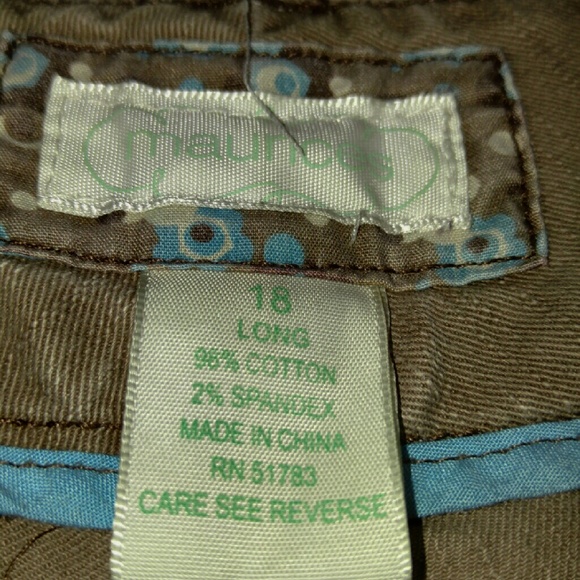 maurices
18
LONG
98% COTTON
2% SPANDEX
MADE IN CHINA
RN 51783
CARE SEE REVERSE